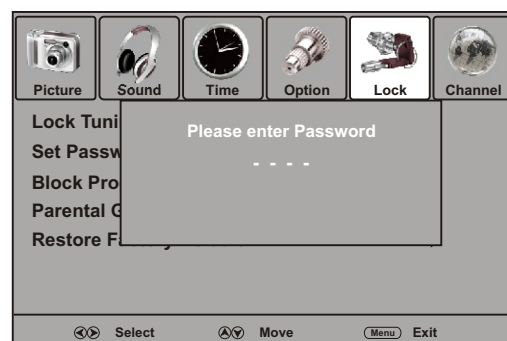 Picture Sound Time Option Lock Channel
Lock Tuni
Please enter Password
Set Passw
- - - -
Block Pro
Parental G
Restore Fa
Select Move Menu Exit